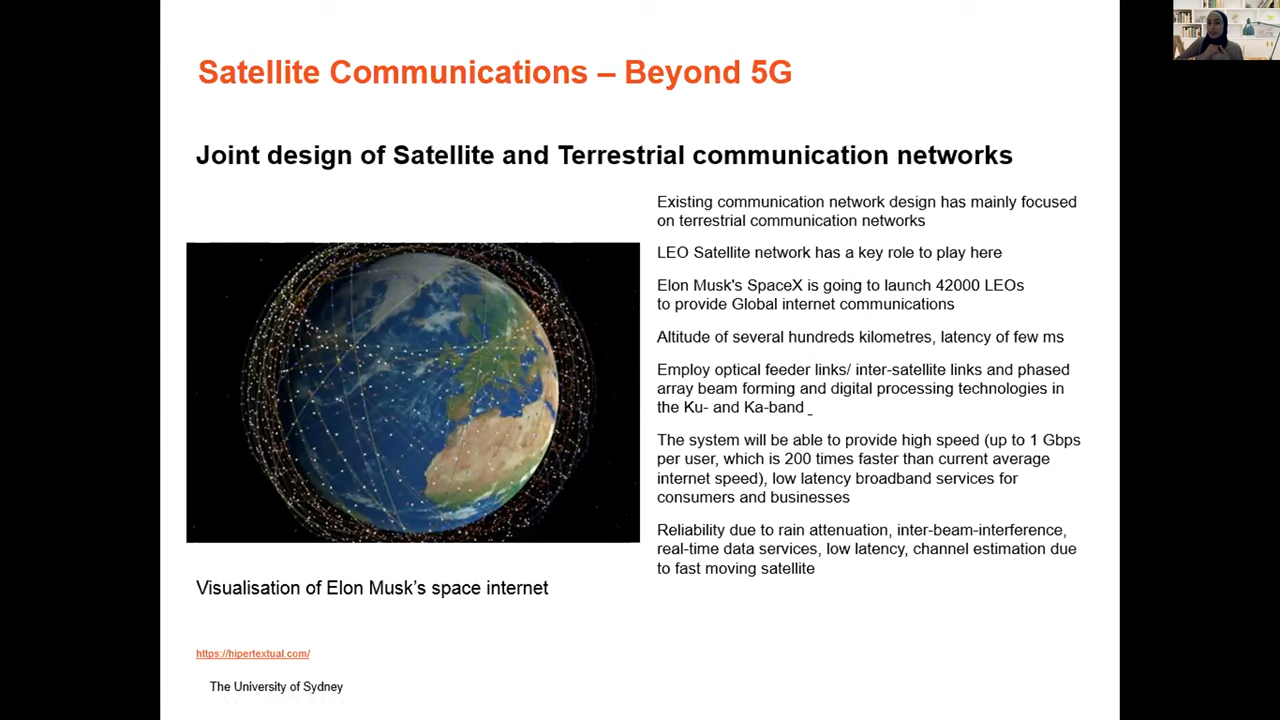 Satellite Communications – Beyond 5G
Joint design of Satellite and Terrestrial communication networks
Existing communication network design has mainly focused
on terrestrial communication networks
LEO Satellite network has a key role to play here
Elon Musk's SpaceX is going to launch 42000 LEOs
to provide Global internet communications
Altitude of several hundreds kilometres, latency of few ms
Employ optical feeder links/ inter-satellite links and phased
array beam forming and digital processing technologies in
the Ku- and Ka-band _
The system will be able to provide high speed (up to 1 Gbps
per user, which is 200 times faster than current average
internet speed), low latency broadband services for
consumers and businesses
Reliability due to rain attenuation, inter-beam-interference,
real-time data services, low latency, channel estimation due
to fast moving satellite
Visualisation of Elon Musk’s space internet
https://hipertextual.com/
The University of Sydney